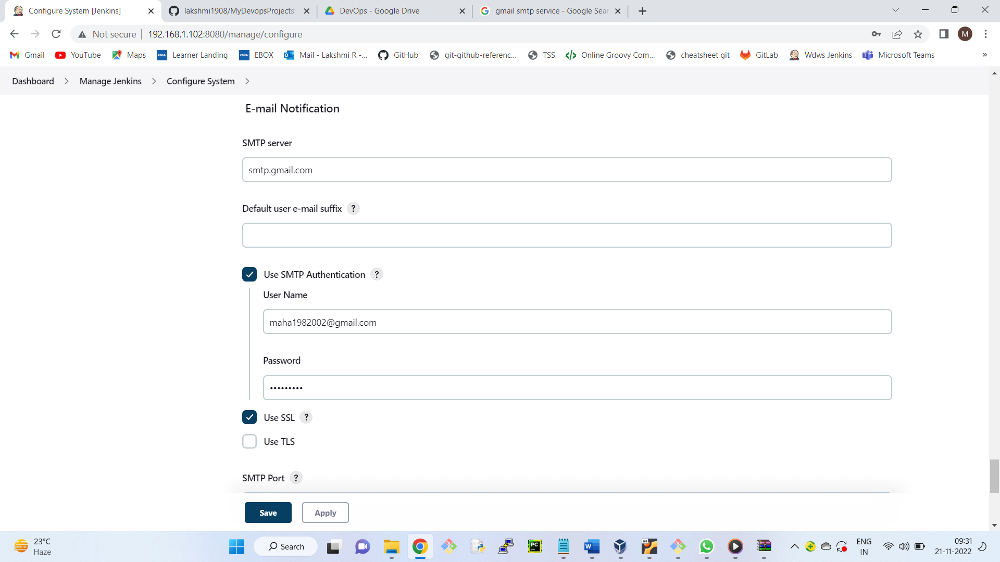 Configure System [Jenkins]
lakshmi1908/MyDevopsProjects:
DevOps - Google Drive
gmail smtp service - Google Sear
Not secure
192.168.1.102:8080/manage/configure
M
Gmail
YouTube
Maps
HCL
Learner Landing
HCL
EBOX
Mail - Lakshmi R -...
GitHub
git-github-referenc...
TSS
Online Groovy Com...
cheatsheet git
GitLab
Wdws Jenkins
Microsoft Teams
»
Dashboard
Manage Jenkins
Configure System
E-mail Notification
SMTP server
smtp.gmail.com
Default user e-mail suffix ?
Use SMTP Authentication ?
User Name
maha1982002@gmail.com
Password
•••••••••
Use SSL ?
Use TLS
SMTP Port ?
Save
Apply
23°C
Haze
Search
PC
W
64
ENG
IN
09:31
21-11-2022